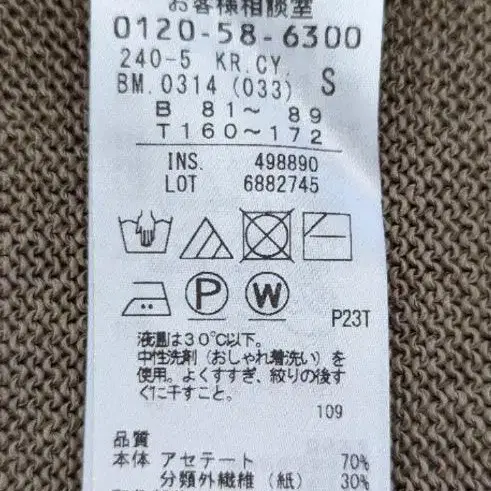 お客様相談室
0120-58-6300
240-5 KR.CY.
BM.0314 (033) S
B 81～ 89
T160～172
INS. 498890
LOT 6882745
P W
P23T
液温は30℃以下。
中性洗剤（おしゃれ着洗い）を
使用。よくすすぎ、絞りの後す
ぐに干すこと。
109
品質
本体 アセテート 70%
分類外繊維（紙） 30%